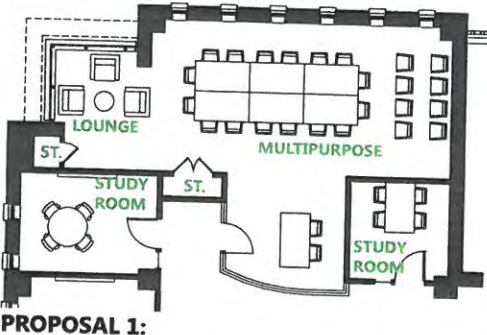 LOUNGE
MULTIPURPOSE
ST.
STUDY
ROOM
ST.
STUDY
ROOM
PROPOSAL 1: